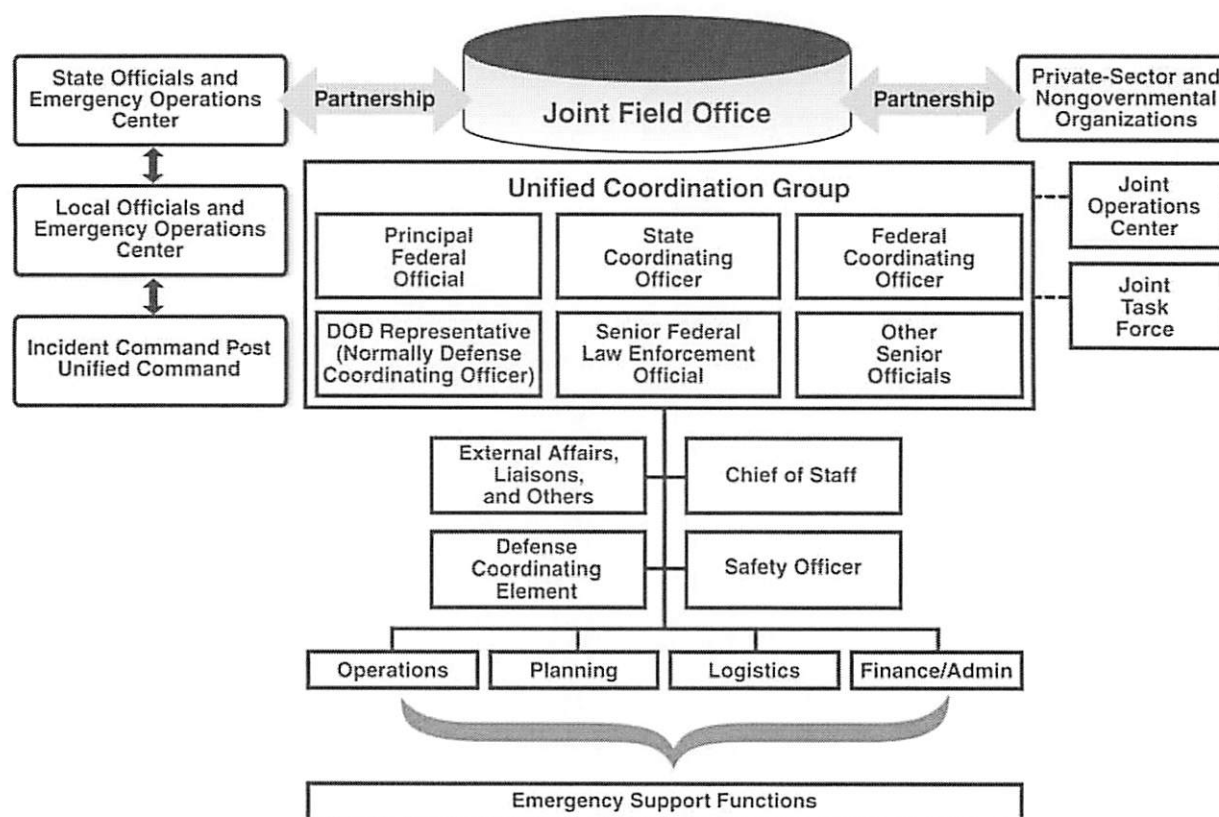 State Officials and
Emergency Operations
Center
Partnership
Joint Field Office
Partnership
Private-Sector and
Nongovernmental
Organizations
Local Officials and
Emergency Operations
Center
Incident Command Post
Unified Command
Unified Coordination Group
Principal
Federal
Official
State
Coordinating
Officer
Federal
Coordinating
Officer
DOD Representative
(Normally Defense
Coordinating Officer)
Senior Federal
Law Enforcement
Official
Other
Senior
Officials
Joint
Operations
Center
Joint
Task
Force
External Affairs,
Liaisons,
and Others
Chief of Staff
Defense
Coordinating
Element
Safety Officer
Operations
Planning
Logistics
Finance/Admin
Emergency Support Functions